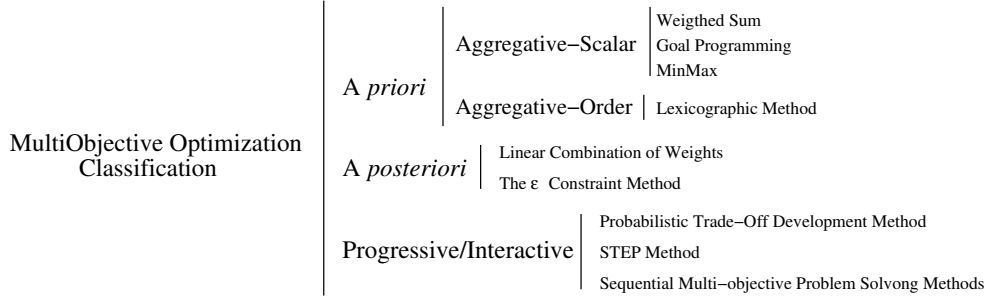 MultiObjective Optimization
Classification
A priori
Aggregative−Scalar
Weigthed Sum
Goal Programming
MinMax
Aggregative−Order
Lexicographic Method
A posteriori
Linear Combination of Weights
The ε Constraint Method
Progressive/Interactive
Probabilistic Trade−Off Development Method
STEP Method
Sequential Multi-objective Problem Solvong Methods